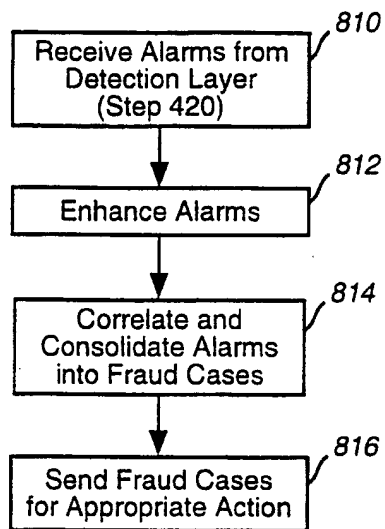 810
Receive Alarms from
Detection Layer
(Step 420)
812
Enhance Alarms
814
Correlate and
Consolidate Alarms
into Fraud Cases
816
Send Fraud Cases
for Appropriate Action